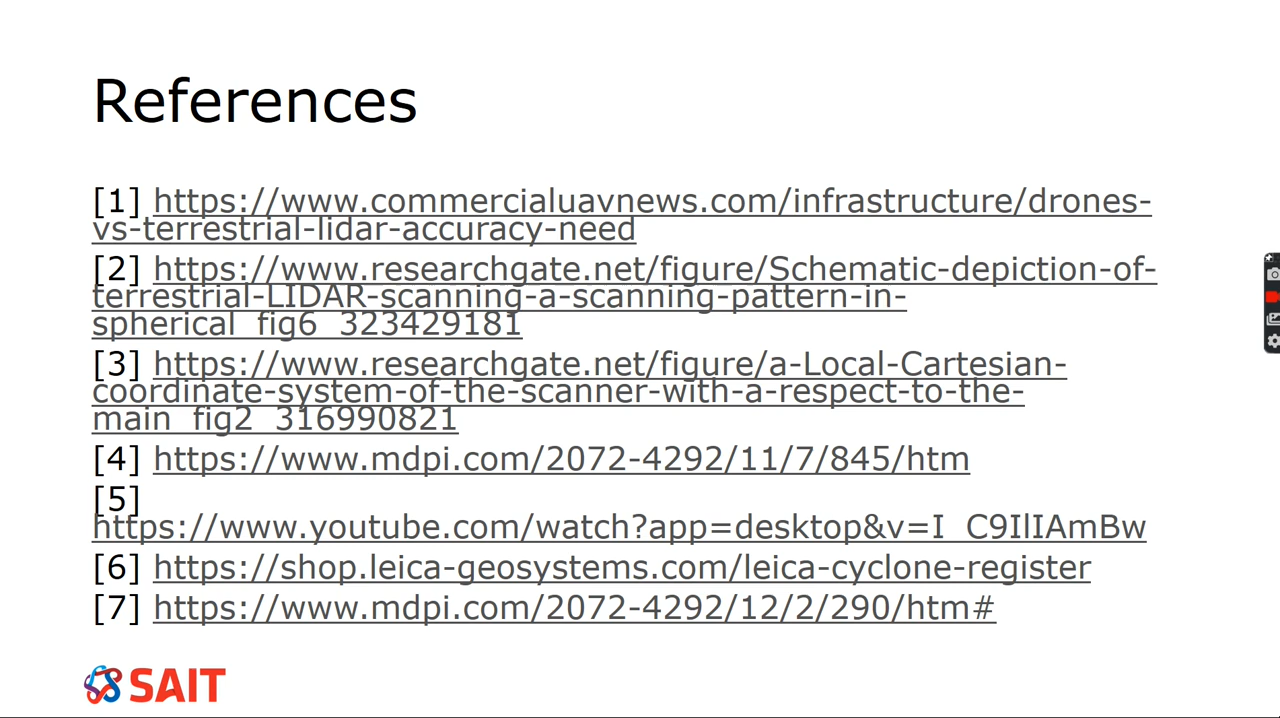 References
[1] https://www.commercialuavnews.com/infrastructure/drones-
vs-terrestrial-lidar-accuracy-need
[2] https://www.researchgate.net/figure/Schematic-depiction-of-
terrestrial-LIDAR-scanning-a-scanning-pattern-in-
spherical_fig6_323429181
[3] https://www.researchgate.net/figure/a-Local-Cartesian-
coordinate-system-of-the-scanner-with-a-respect-to-the-
main_fig2_316990821
[4] https://www.mdpi.com/2072-4292/11/7/845/htm
[5]
https://www.youtube.com/watch?app=desktop&v=I_C9IlIAmBw
[6] https://shop.leica-geosystems.com/leica-cyclone-register
[7] https://www.mdpi.com/2072-4292/12/2/290/htm#
SAIT